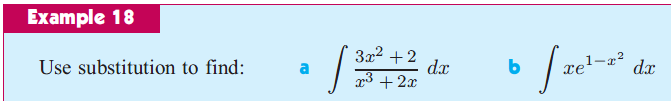 Example 18
Use substitution to find: a ∫ (3x² + 2)/(x³ + 2x) dx b ∫ xe^(1−x²) dx